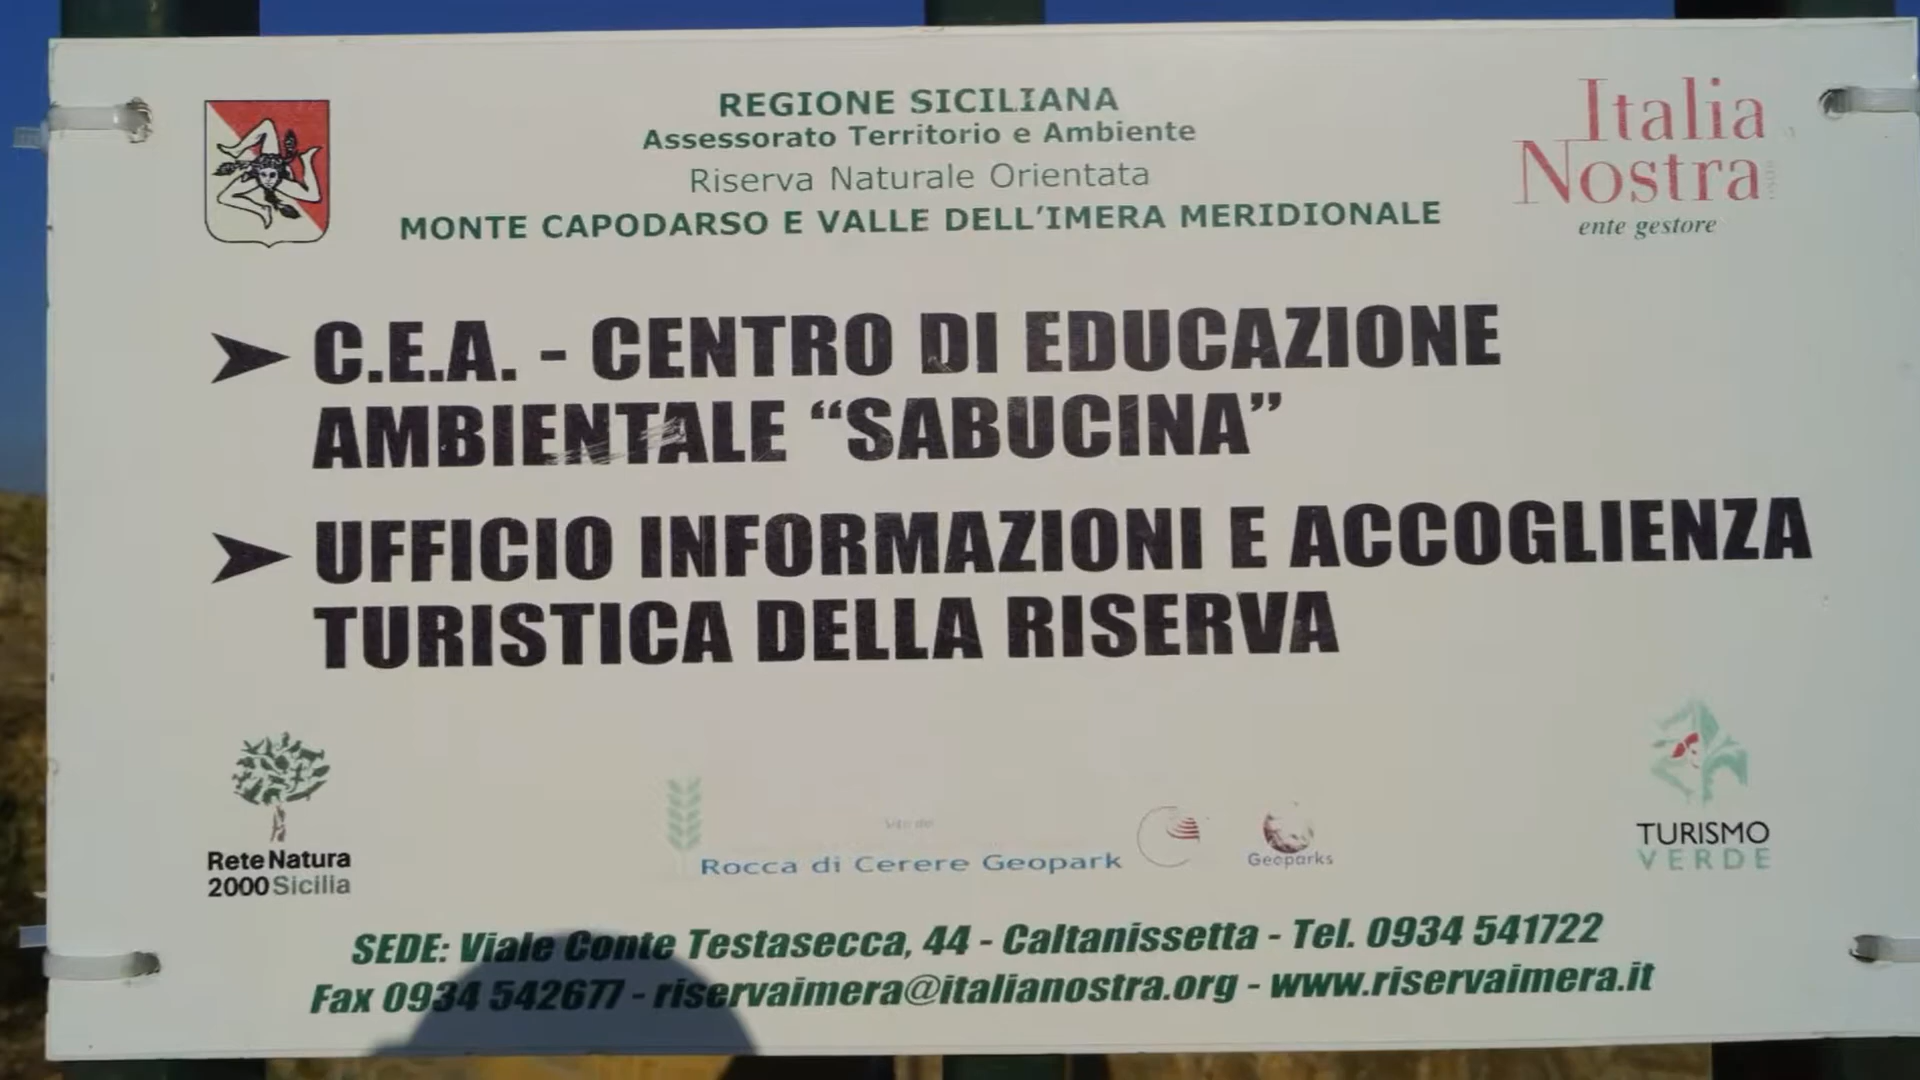 REGIONE SICILIANA
Assessorato Territorio e Ambiente
Riserva Naturale Orientata
MONTE CAPODARSO E VALLE DELL'IMERA MERIDIONALE
Italia
Nostra
ente gestore
C.E.A. - CENTRO DI EDUCAZIONE
AMBIENTALE “SABUCINA”
UFFICIO INFORMAZIONI E ACCOGLIENZA
TURISTICA DELLA RISERVA
Rete Natura
2000 Sicilia
Rocca di Cerere Geopark
Geoparks
TURISMO
VERDE
SEDE: Viale Conte Testasecca, 44 - Caltanissetta - Tel. 0934 541722
Fax 0934 542677 - riservaimera@italianostra.org - www.riservaimera.it